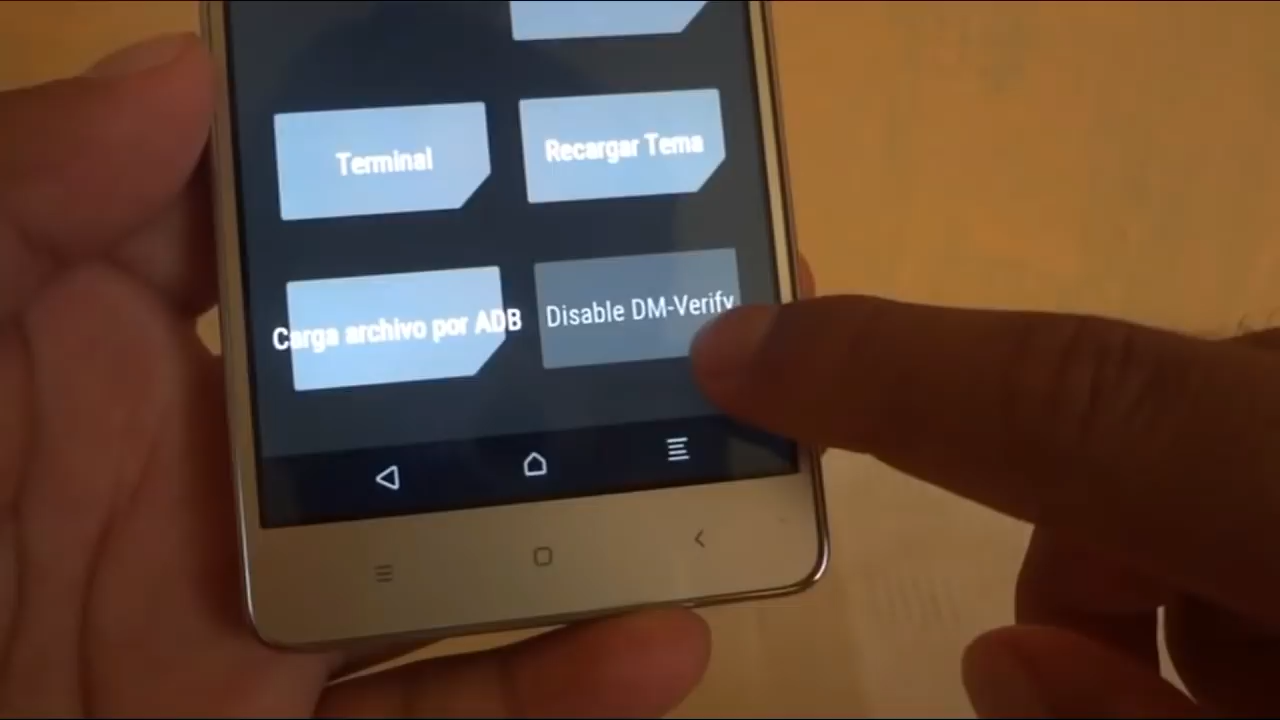 Terminal
Recargar Tema
Carga archivo por ADB
Disable DM-Verify